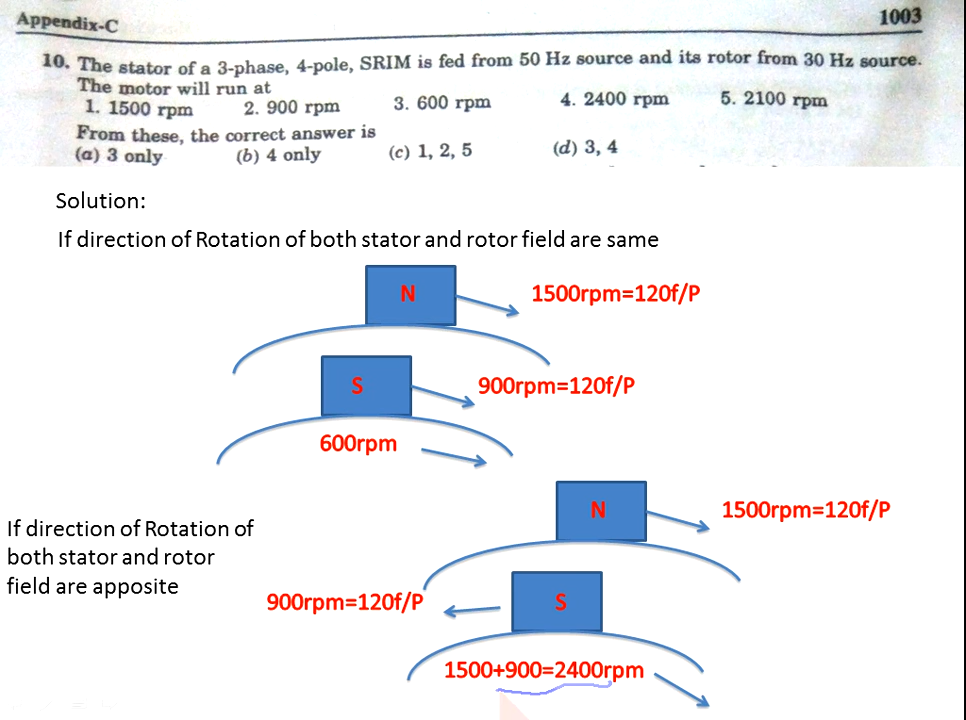 Appendix-C
1003
10. The stator of a 3-phase, 4-pole, SRIM is fed from 50 Hz source and its rotor from 30 Hz source.
The motor will run at
1. 1500 rpm 2. 900 rpm 3. 600 rpm 4. 2400 rpm 5. 2100 rpm
From these, the correct answer is
(a) 3 only (b) 4 only (c) 1, 2, 5 (d) 3, 4
Solution:
If direction of Rotation of both stator and rotor field are same
N
1500rpm=120f/P
S
900rpm=120f/P
600rpm
If direction of Rotation of
both stator and rotor
field are apposite
N
1500rpm=120f/P
900rpm=120f/P
S
1500+900=2400rpm